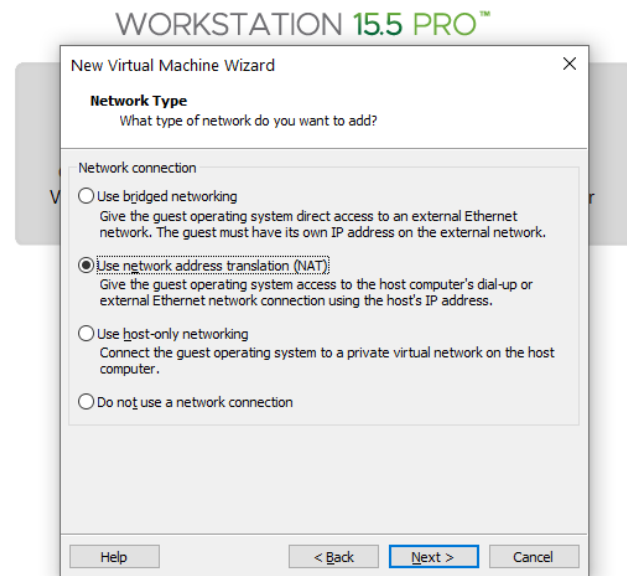 WORKSTATION 15.5 PRO™
New Virtual Machine Wizard
Network Type
What type of network do you want to add?
Network connection
Use bridged networking
Give the guest operating system direct access to an external Ethernet
network. The guest must have its own IP address on the external network.
Use network address translation (NAT)
Give the guest operating system access to the host computer's dial-up or
external Ethernet network connection using the host's IP address.
Use host-only networking
Connect the guest operating system to a private virtual network on the host
computer.
Do not use a network connection
Help < Back Next > Cancel